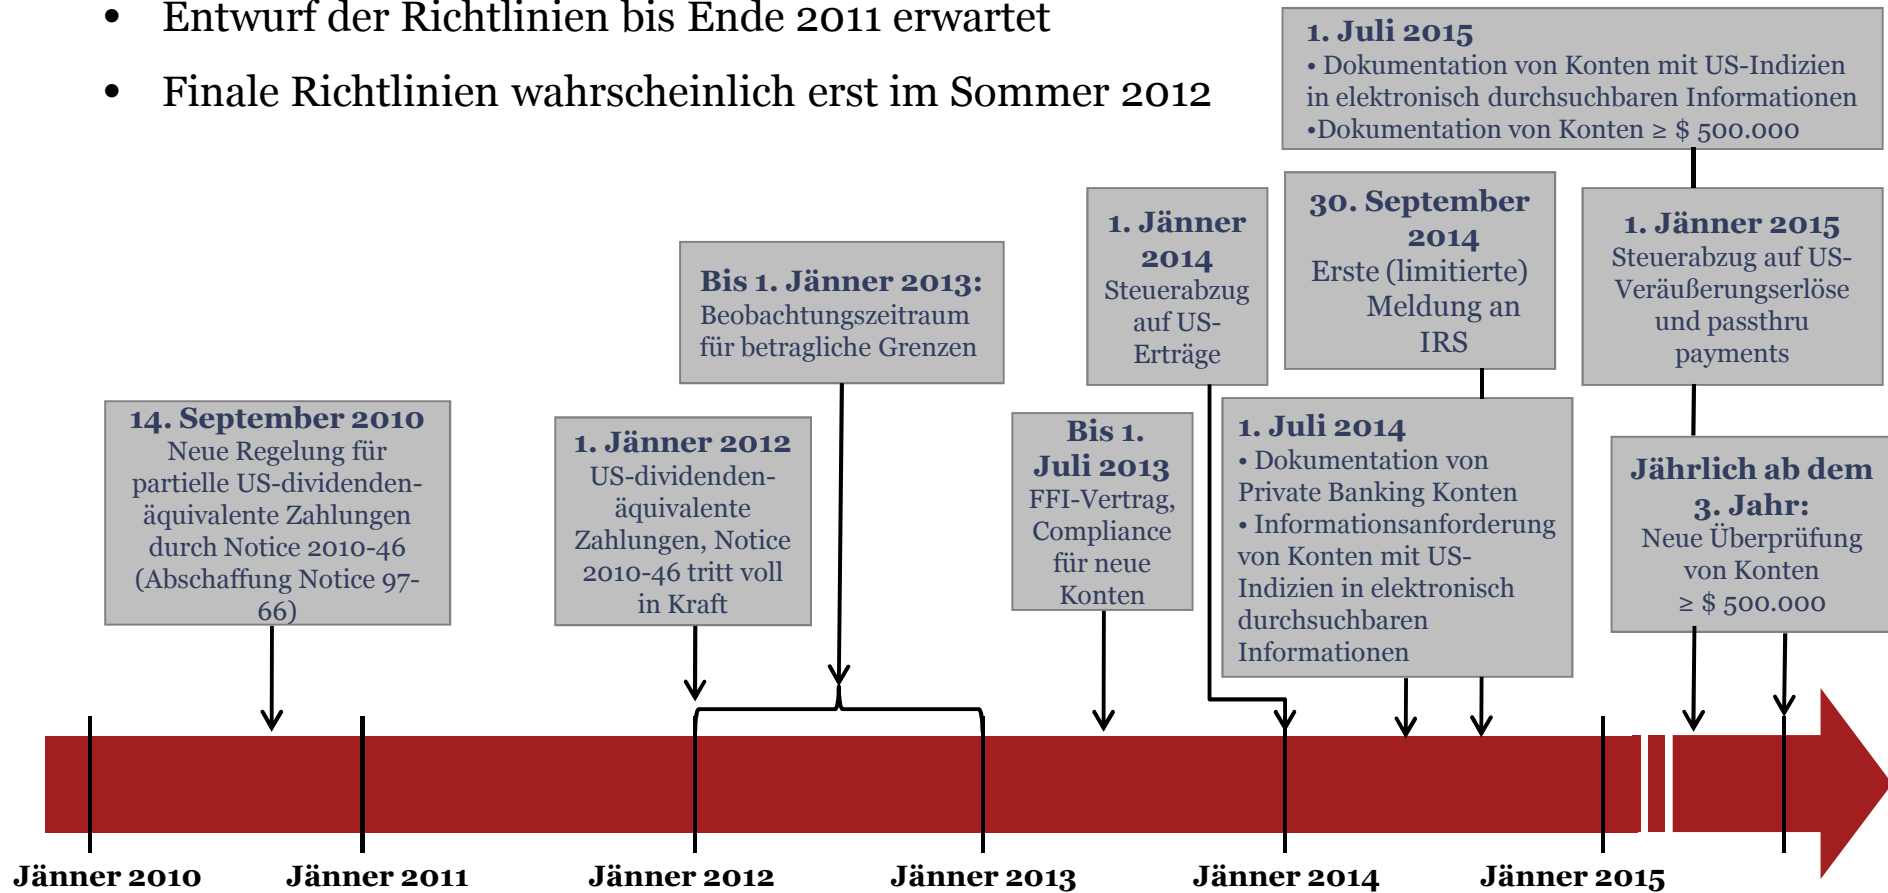 • Entwurf der Richtlinien bis Ende 2011 erwartet
• Finale Richtlinien wahrscheinlich erst im Sommer 2012
1. Juli 2015
• Dokumentation von Konten mit US-Indizien
in elektronisch durchsuchbaren Informationen
•Dokumentation von Konten ≥ $ 500.000
14. September 2010
Neue Regelung für
partielle US-dividenden-
äquivalente Zahlungen
durch Notice 2010-46
(Abschaffung Notice 97-
66)
1. Jänner 2012
US-dividenden-
äquivalente
Zahlungen, Notice
2010-46 tritt voll
in Kraft
Bis 1. Jänner 2013:
Beobachtungszeitraum
für betragliche Grenzen
Bis 1.
Juli 2013
FFI-Vertrag,
Compliance
für neue
Konten
1. Jänner
2014
Steuerabzug
auf US-
Erträge
30. September
2014
Erste (limitierte)
Meldung an
IRS
1. Juli 2014
• Dokumentation von
Private Banking Konten
• Informationsanforderung
von Konten mit US-
Indizien in elektronisch
durchsuchbaren
Informationen
1. Jänner 2015
Steuerabzug auf US-
Veräußerungserlöse
und passthru
payments
Jährlich ab dem
3. Jahr:
Neue Überprüfung
von Konten
≥ $ 500.000
Jänner 2010
Jänner 2011
Jänner 2012
Jänner 2013
Jänner 2014
Jänner 2015